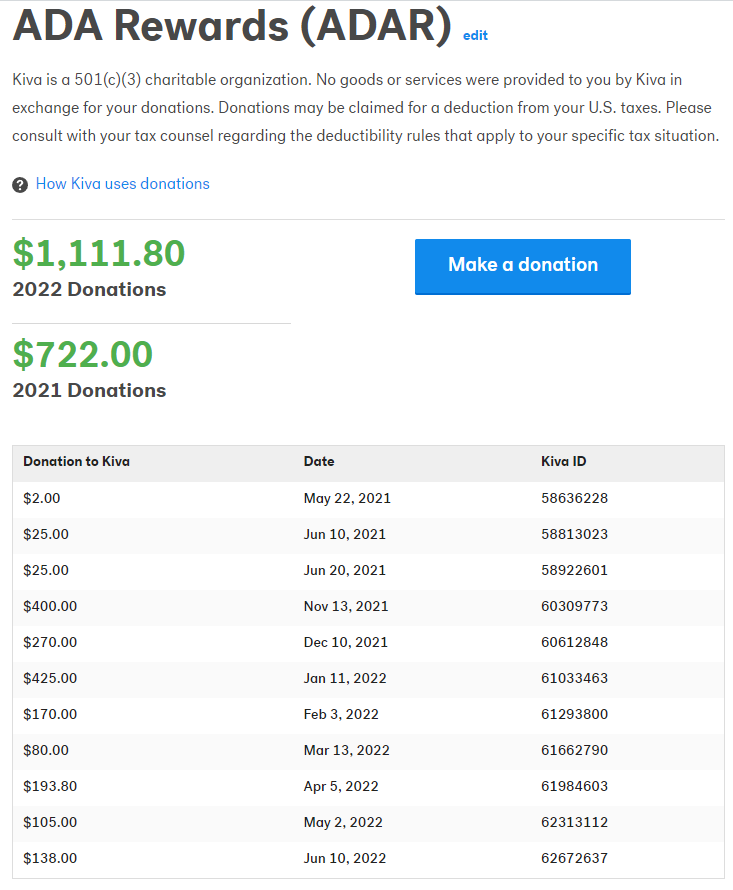 ADA Rewards (ADAR) edit
Kiva is a 501(c)(3) charitable organization. No goods or services were provided to you by Kiva in
exchange for your donations. Donations may be claimed for a deduction from your U.S. taxes. Please
consult with your tax counsel regarding the deductibility rules that apply to your specific tax situation.
? How Kiva uses donations
$1,111.80
2022 Donations
Make a donation
$722.00
2021 Donations
Donation to Kiva Date Kiva ID
$2.00 May 22, 2021 58636228
$25.00 Jun 10, 2021 58813023
$25.00 Jun 20, 2021 58922601
$400.00 Nov 13, 2021 60309773
$270.00 Dec 10, 2021 60612848
$425.00 Jan 11, 2022 61033463
$170.00 Feb 3, 2022 61293800
$80.00 Mar 13, 2022 61662790
$193.80 Apr 5, 2022 61984603
$105.00 May 2, 2022 62313112
$138.00 Jun 10, 2022 62672637